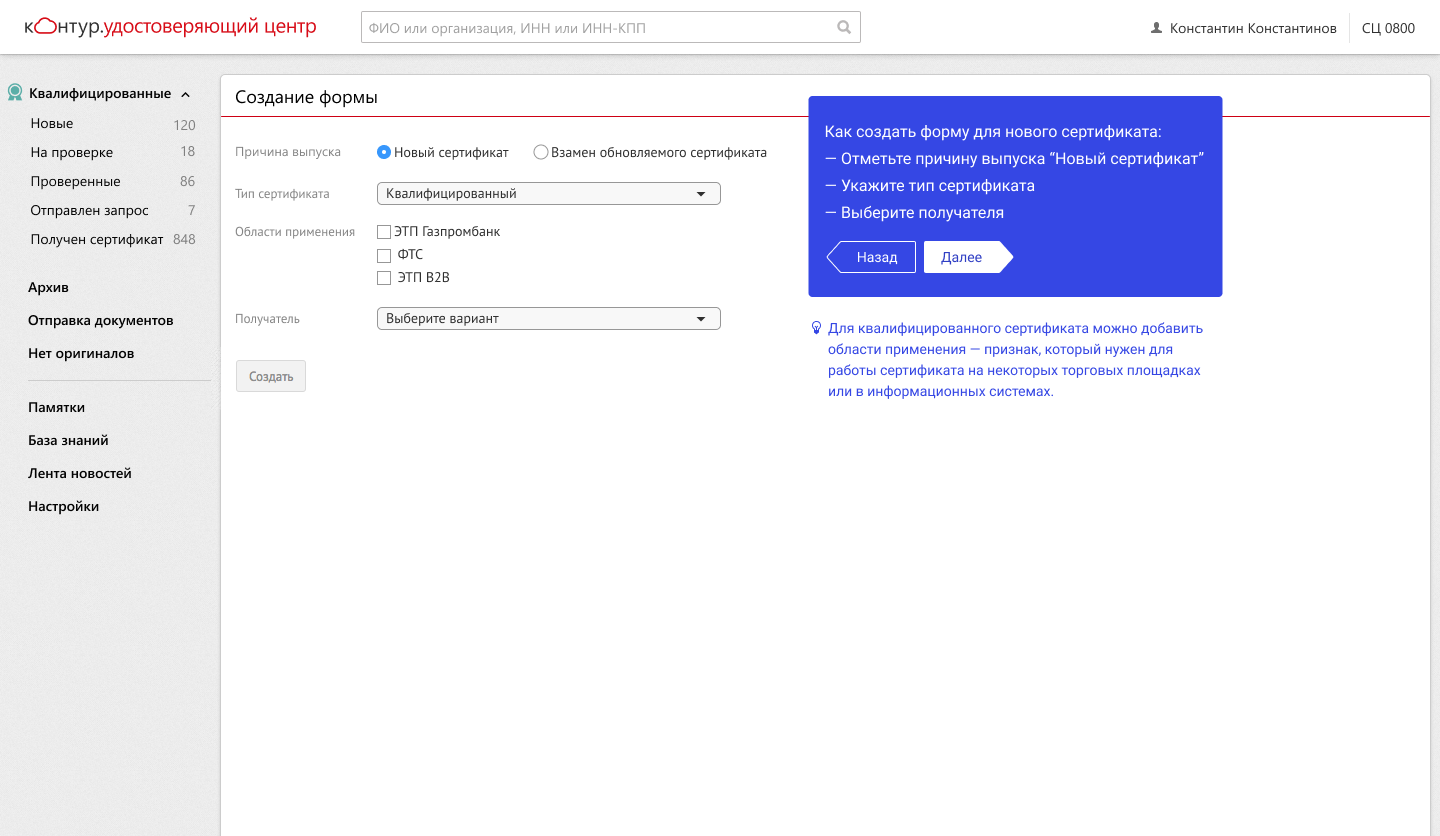 контур.удостоверяющий центр
ФИО или организация, ИНН или ИНН-КПП
Константин Константинов
СЦ 0800
Квалифицированные
Новые 120
На проверке 18
Проверенные 86
Отправлен запрос 7
Получен сертификат 848
Архив
Отправка документов
Нет оригиналов
Памятки
База знаний
Лента новостей
Настройки
Создание формы
Причина выпуска
Новый сертификат
Взамен обновляемого сертификата
Тип сертификата
Квалифицированный
Области применения
ЭТП Газпромбанк
ФТС
ЭТП B2B
Получатель
Выберите вариант
Создать
Как создать форму для нового сертификата:
— Отметьте причину выпуска “Новый сертификат”
— Укажите тип сертификата
— Выберите получателя
Назад
Далее
Для квалифицированного сертификата можно добавить
области применения — признак, который нужен для
работы сертификата на некоторых торговых площадках
или в информационных системах.